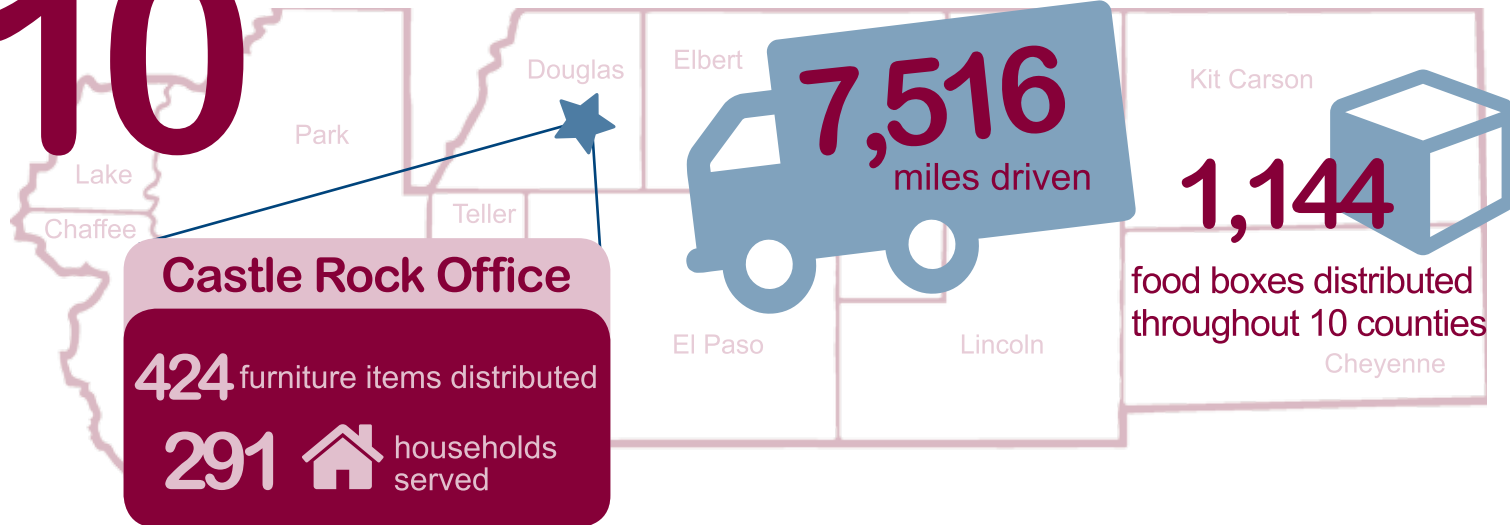 10
Douglas
Elbert
Kit Carson
Park
Lake
Chaffee
Teller
7,516
miles driven
1,144
food boxes distributed
throughout 10 counties
Castle Rock Office
424 furniture items distributed
291 households
served
El Paso
Lincoln
Cheyenne